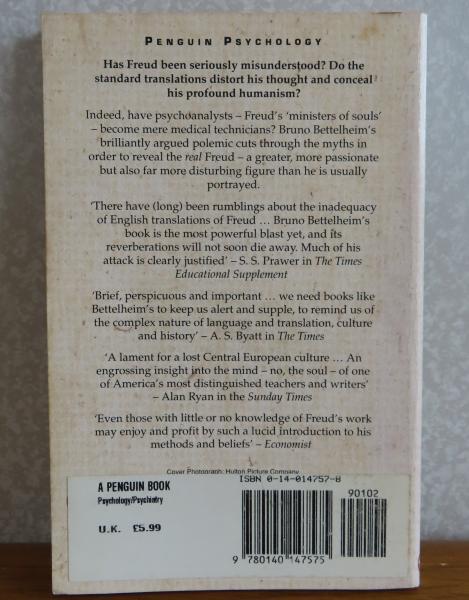 PENGUIN PSYCHOLOGY
Has Freud been seriously misunderstood? Do the
standard translations distort his thought and conceal
his profound humanism?
Indeed, have psychoanalysts – Freud's 'ministers of souls'
– become mere medical technicians? Bruno Bettelheim's
brilliantly argued polemic cuts through the myths in
order to reveal the real Freud – a greater, more passionate
but also far more disturbing figure than he is usually
portrayed.
'There have (long) been rumblings about the inadequacy
of English translations of Freud ... Bruno Bettelheim's
book is the most powerful blast yet, and its
reverberations will not soon die away. Much of his
attack is clearly justified' – S. S. Prawer in The Times
Educational Supplement
'Brief, perspicuous and important ... we need books like
Bettelheim's to keep us alert and supple, to remind us of
the complex nature of language and translation, culture
and history' – A. S. Byatt in The Times
'A lament for a lost Central European culture ... An
engrossing insight into the mind – no, the soul – of one
of America's most distinguished teachers and writers'
– Alan Ryan in the Sunday Times
'Even those with little or no knowledge of Freud's work
may enjoy and profit by such a lucid introduction to his
methods and beliefs' – Economist
Cover Photograph: Hulton Picture Company
A PENGUIN BOOK
Psychology/Psychiatry
U.K. £5.99
ISBN 0-14-014757-8
90102
9 780140 147575